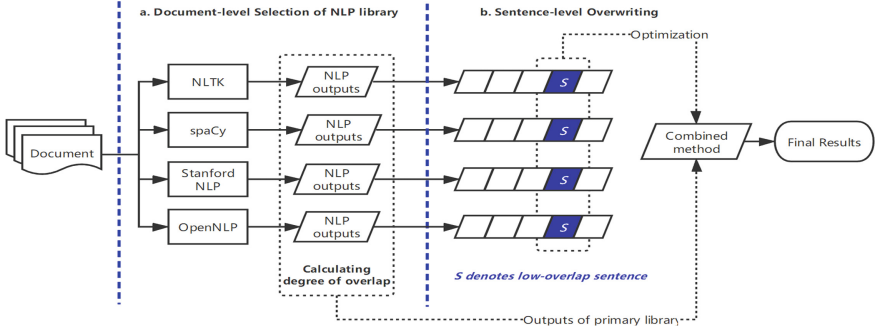 a. Document-level Selection of NLP library
b. Sentence-level Overwriting
Optimization
Document
NLTK
NLP
outputs
S
spaCy
NLP
outputs
S
Stanford
NLP
NLP
outputs
S
OpenNLP
NLP
outputs
S
Combined
method
Final Results
Calculating
degree of overlap
S denotes low-overlap sentence
Outputs of primary library